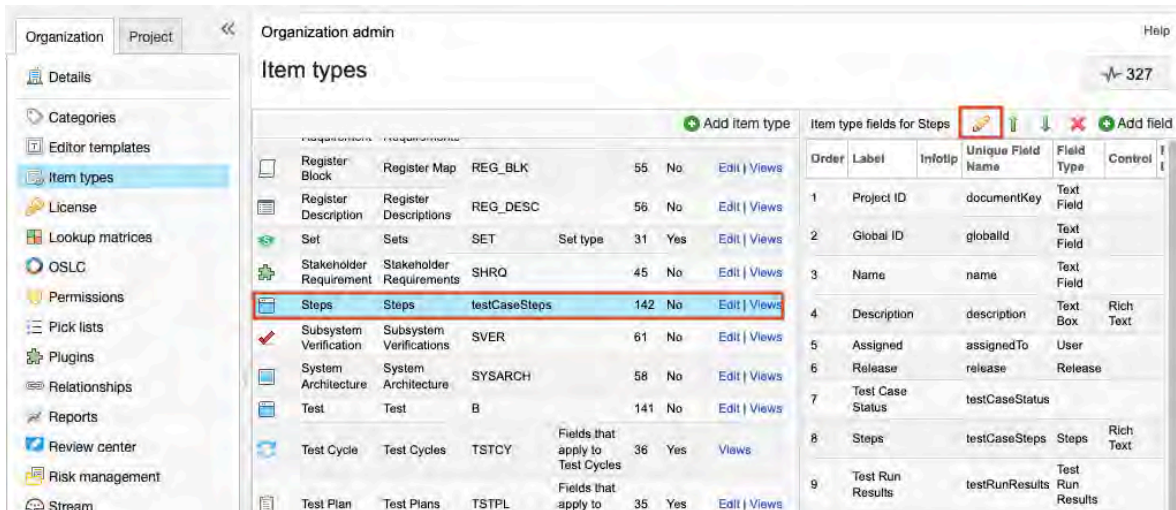 Organization Project «
Details
Categories
Editor templates
Item types
License
Lookup matrices
OSLC
Permissions
Pick lists
Plugins
Relationships
Reports
Review center
Risk management
Stream
Organization admin Help
Item types 327
Add item type
Register Block Register Map REG_BLK 55 No Edit | Views
Register Description Register Descriptions REG_DESC 56 No Edit | Views
Set Sets SET Set type 31 Yes Edit | Views
Stakeholder Requirement Stakeholder Requirements SHRQ 45 No Edit | Views
Steps Steps testCaseSteps 142 No Edit | Views
Subsystem Verification Subsystem Verifications SVER 61 No Edit | Views
System Architecture System Architecture SYSARCH 58 No Edit | Views
Test Test B 141 No Edit | Views
Test Cycle Test Cycles TSTCY Fields that apply to Test Cycles 36 Yes Views
Test Plan Test Plans TSTPL Fields that apply to 35 Yes Edit | Views
Item type fields for Steps Add field
Order Label Infotip Unique Field Name Field Type Control
1 Project ID documentKey Text Field
2 Global ID globalId Text Field
3 Name name Text Field
4 Description description Text Box Rich Text
5 Assigned assignedTo User
6 Release release Release
7 Test Case Status testCaseStatus
8 Steps testCaseSteps Steps Rich Text
9 Test Run Results testRunResults Test Run Results